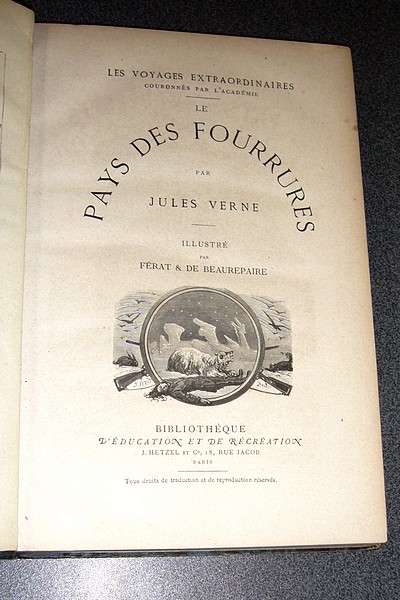 LES VOYAGES EXTRAORDINAIRES
COURONNÉS PAR L'ACADÉMIE
LE
PAYS DES FOURRURES
PAR
JULES VERNE
ILLUSTRÉ
PAR
FÉRAT & DE BEAUREPAIRE
BIBLIOTHÈQUE
D'ÉDUCATION ET DE RÉCRÉATION
J. HETZEL ET Cie, 18, RUE JACOB
PARIS
Tous droits de traduction et de reproduction réservés.